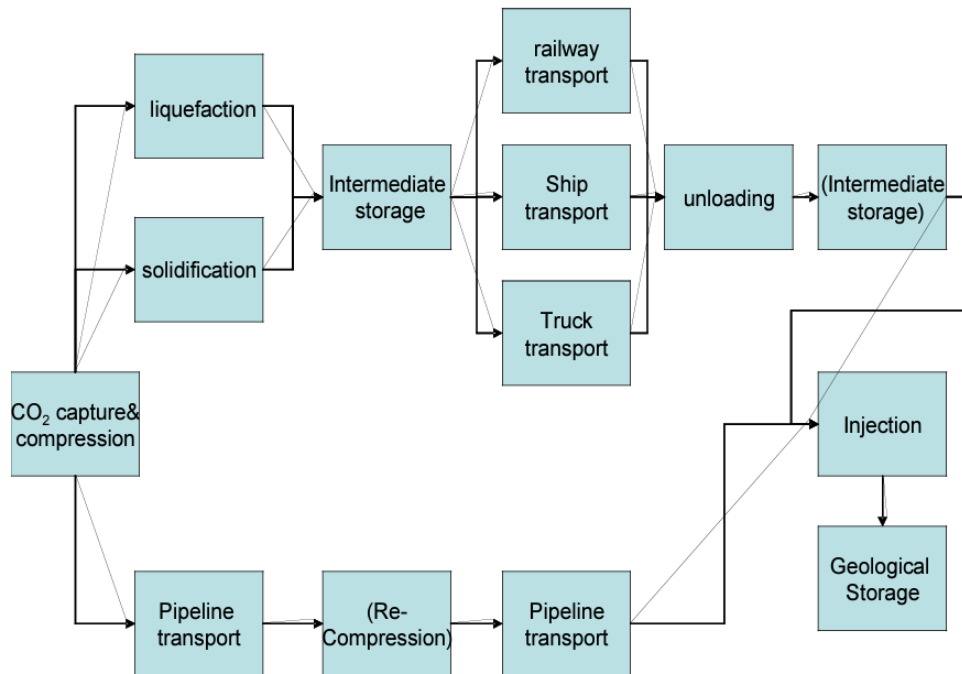 railway
transport
liquefaction
Intermediate
storage
Ship
transport
unloading
(Intermediate
storage)
solidification
Truck
transport
CO₂ capture&
compression
Injection
Geological
Storage
Pipeline
transport
(Re-
Compression)
Pipeline
transport